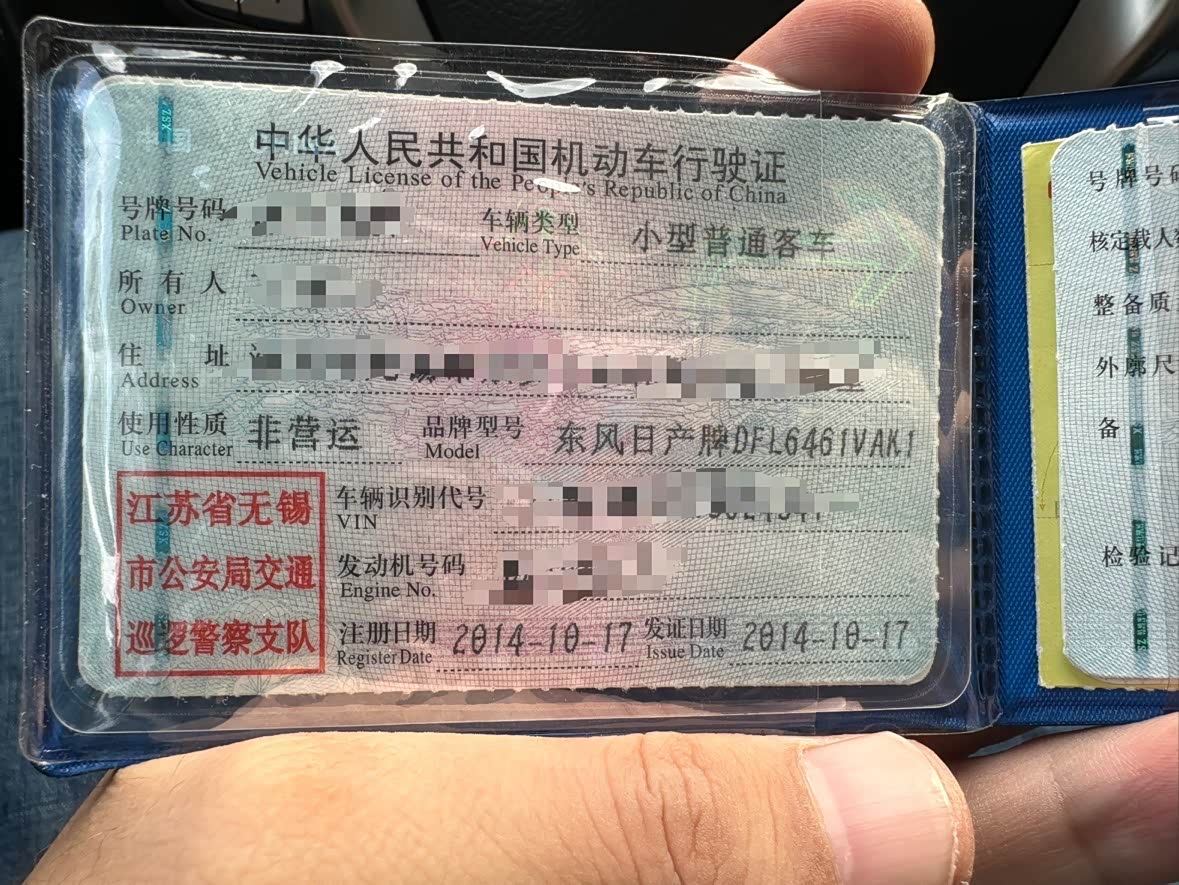 中华人民共和国机动车行驶证
Vehicle License of the People's Republic of China
号牌号码
Plate No.
车辆类型 小型普通客车
Vehicle Type
所有人
Owner
住址
Address
使用性质 非营运
Use Character
品牌型号 东风日产牌DFL6461VAK1
Model
江苏省无锡
市公安局交通
巡逻警察支队
车辆识别代号
VIN
发动机号码
Engine No.
注册日期 2014-10-17
Register Date
发证日期 2014-10-17
Issue Date
号牌号码
核定载人
整备质
外廓尺
备
检验记